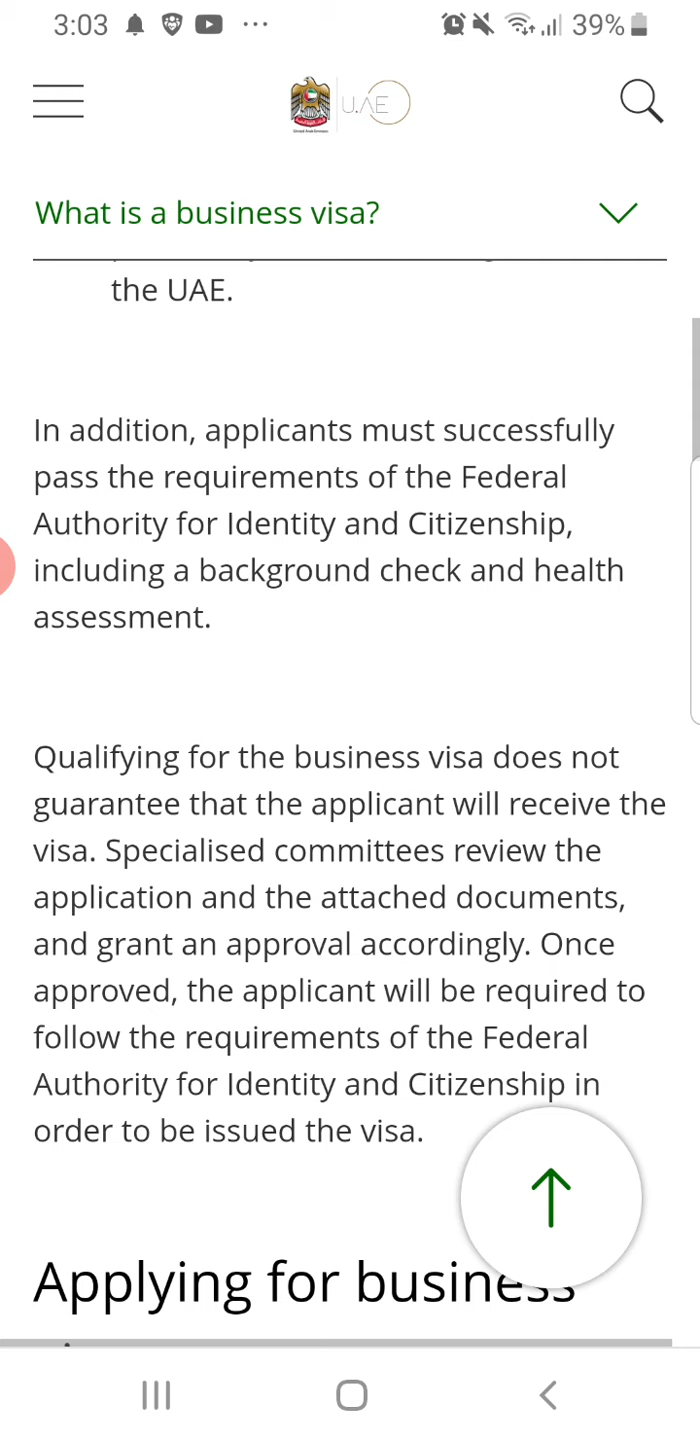 3:03
39%
U.AE
What is a business visa?
the UAE.
In addition, applicants must successfully
pass the requirements of the Federal
Authority for Identity and Citizenship,
including a background check and health
assessment.
Qualifying for the business visa does not
guarantee that the applicant will receive the
visa. Specialised committees review the
application and the attached documents,
and grant an approval accordingly. Once
approved, the applicant will be required to
follow the requirements of the Federal
Authority for Identity and Citizenship in
order to be issued the visa.
Applying for business